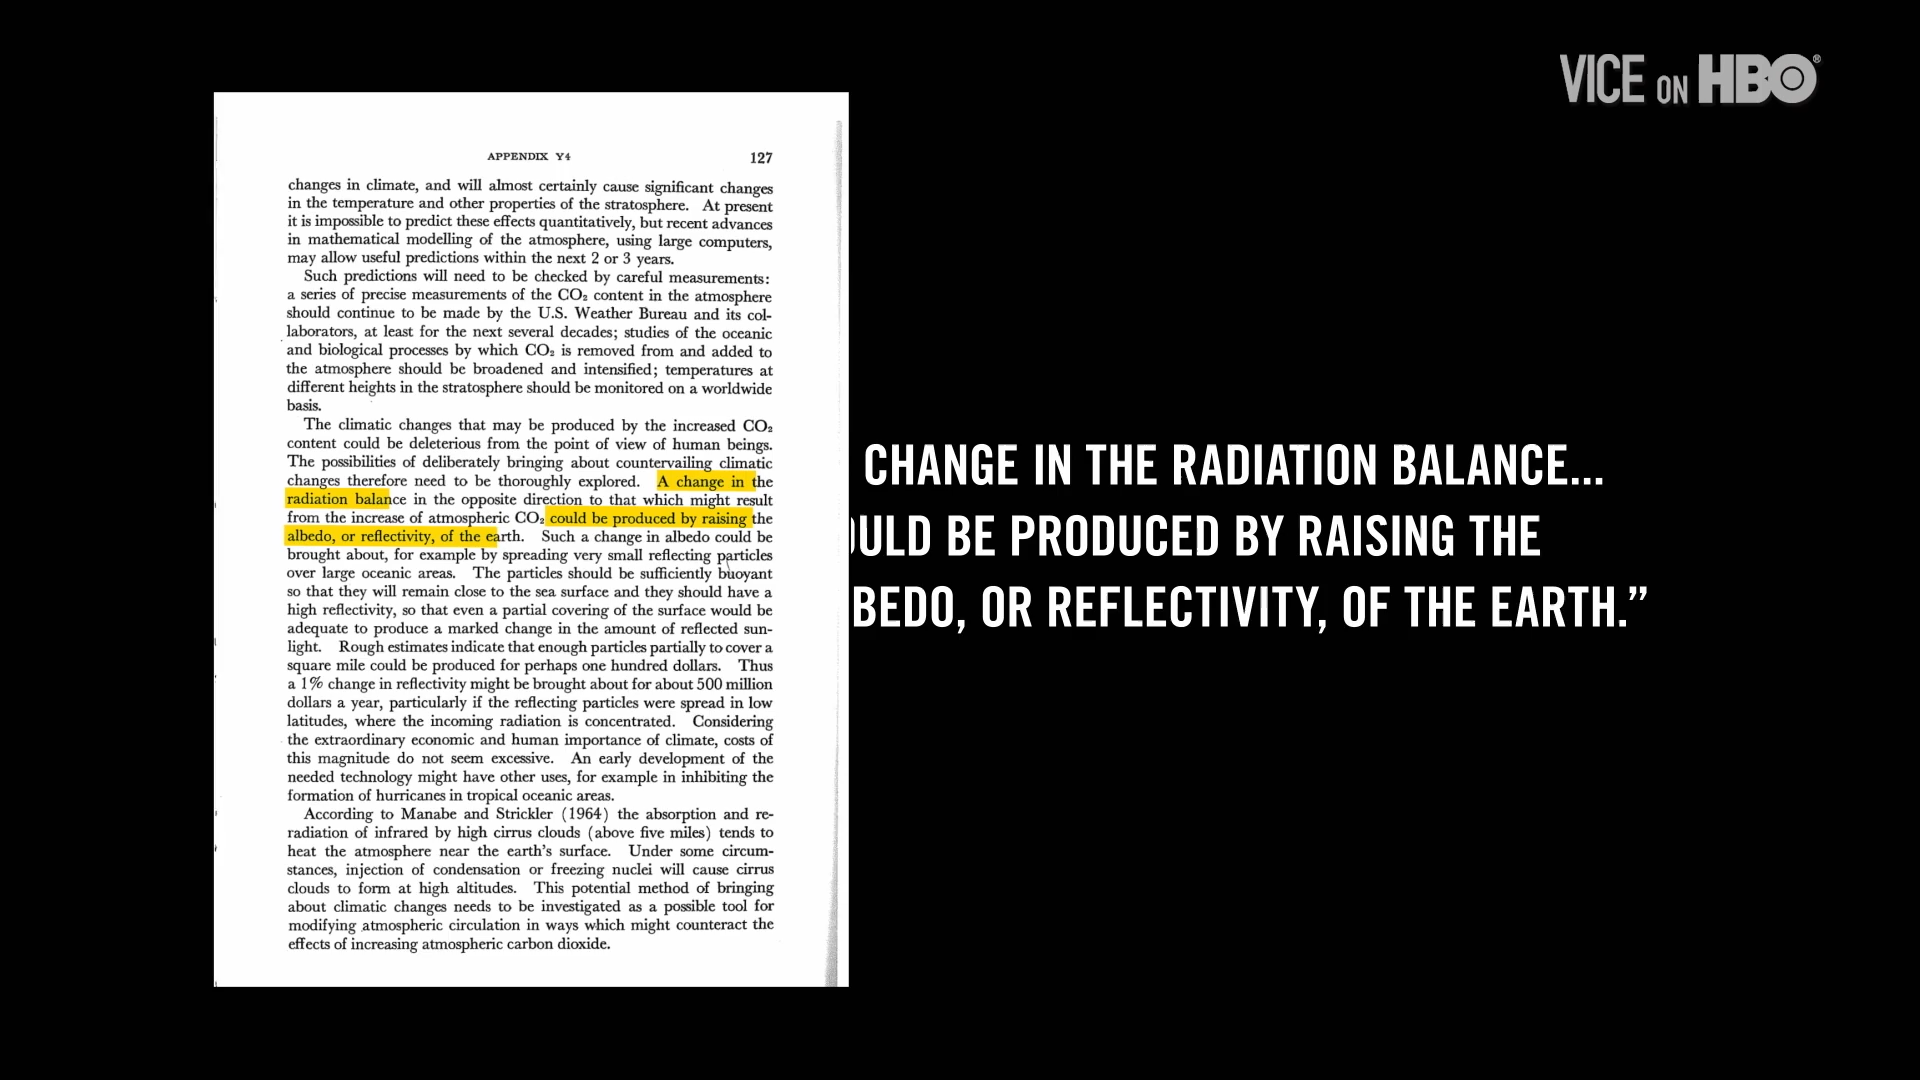 VICE ON HBO®
APPENDIX Y4 127
changes in climate, and will almost certainly cause significant changes
in the temperature and other properties of the stratosphere. At present
it is impossible to predict these effects quantitatively, but recent advances
in mathematical modelling of the atmosphere, using large computers,
may allow useful predictions within the next 2 or 3 years.
Such predictions will need to be checked by careful measurements:
a series of precise measurements of the CO₂ content in the atmosphere
should continue to be made by the U.S. Weather Bureau and its col-
laborators, at least for the next several decades; studies of the oceanic
and biological processes by which CO₂ is removed from and added to
the atmosphere should be broadened and intensified; temperatures at
different heights in the stratosphere should be monitored on a worldwide
basis.
The climatic changes that may be produced by the increased CO₂
content could be deleterious from the point of view of human beings.
The possibilities of deliberately bringing about countervailing climatic
changes therefore need to be thoroughly explored. A change in the
radiation balance in the opposite direction to that which might result
from the increase of atmospheric CO₂ could be produced by raising the
albedo, or reflectivity, of the earth. Such a change in albedo could be
brought about, for example by spreading very small reflecting particles
over large oceanic areas. The particles should be sufficiently buoyant
so that they will remain close to the sea surface and they should have a
high reflectivity, so that even a partial covering of the surface would be
adequate to produce a marked change in the amount of reflected sun-
light. Rough estimates indicate that enough particles partially to cover a
square mile could be produced for perhaps one hundred dollars. Thus
a 1% change in reflectivity might be brought about for about 500 million
dollars a year, particularly if the reflecting particles were spread in low
latitudes, where the incoming radiation is concentrated. Considering
the extraordinary economic and human importance of climate, costs of
this magnitude do not seem excessive. An early development of the
needed technology might have other uses, for example in inhibiting the
formation of hurricanes in tropical oceanic areas.
According to Manabe and Strickler (1964) the absorption and re-
radiation of infrared by high cirrus clouds (above five miles) tends to
heat the atmosphere near the earth's surface. Under some circum-
stances, injection of condensation or freezing nuclei will cause cirrus
clouds to form at high altitudes. This potential method of bringing
about climatic changes needs to be investigated as a possible tool for
modifying atmospheric circulation in ways which might counteract the
effects of increasing atmospheric carbon dioxide.
CHANGE IN THE RADIATION BALANCE...
OULD BE PRODUCED BY RAISING THE
BEDO, OR REFLECTIVITY, OF THE EARTH.”